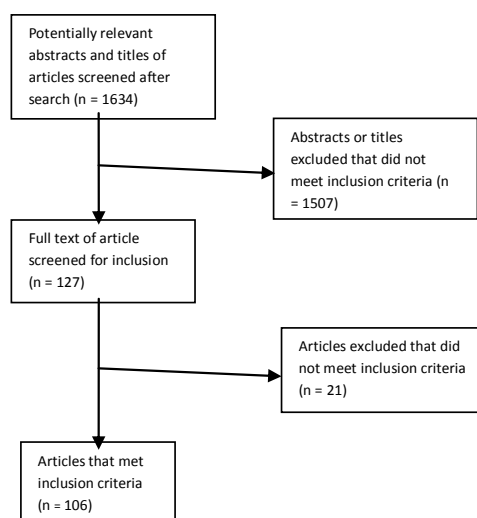 Potentially relevant
abstracts and titles of
articles screened after
search (n = 1634)
Abstracts or titles
excluded that did not
meet inclusion criteria (n
= 1507)
Full text of article
screened for inclusion
(n = 127)
Articles excluded that did
not meet inclusion criteria
(n = 21)
Articles that met
inclusion criteria
(n = 106)